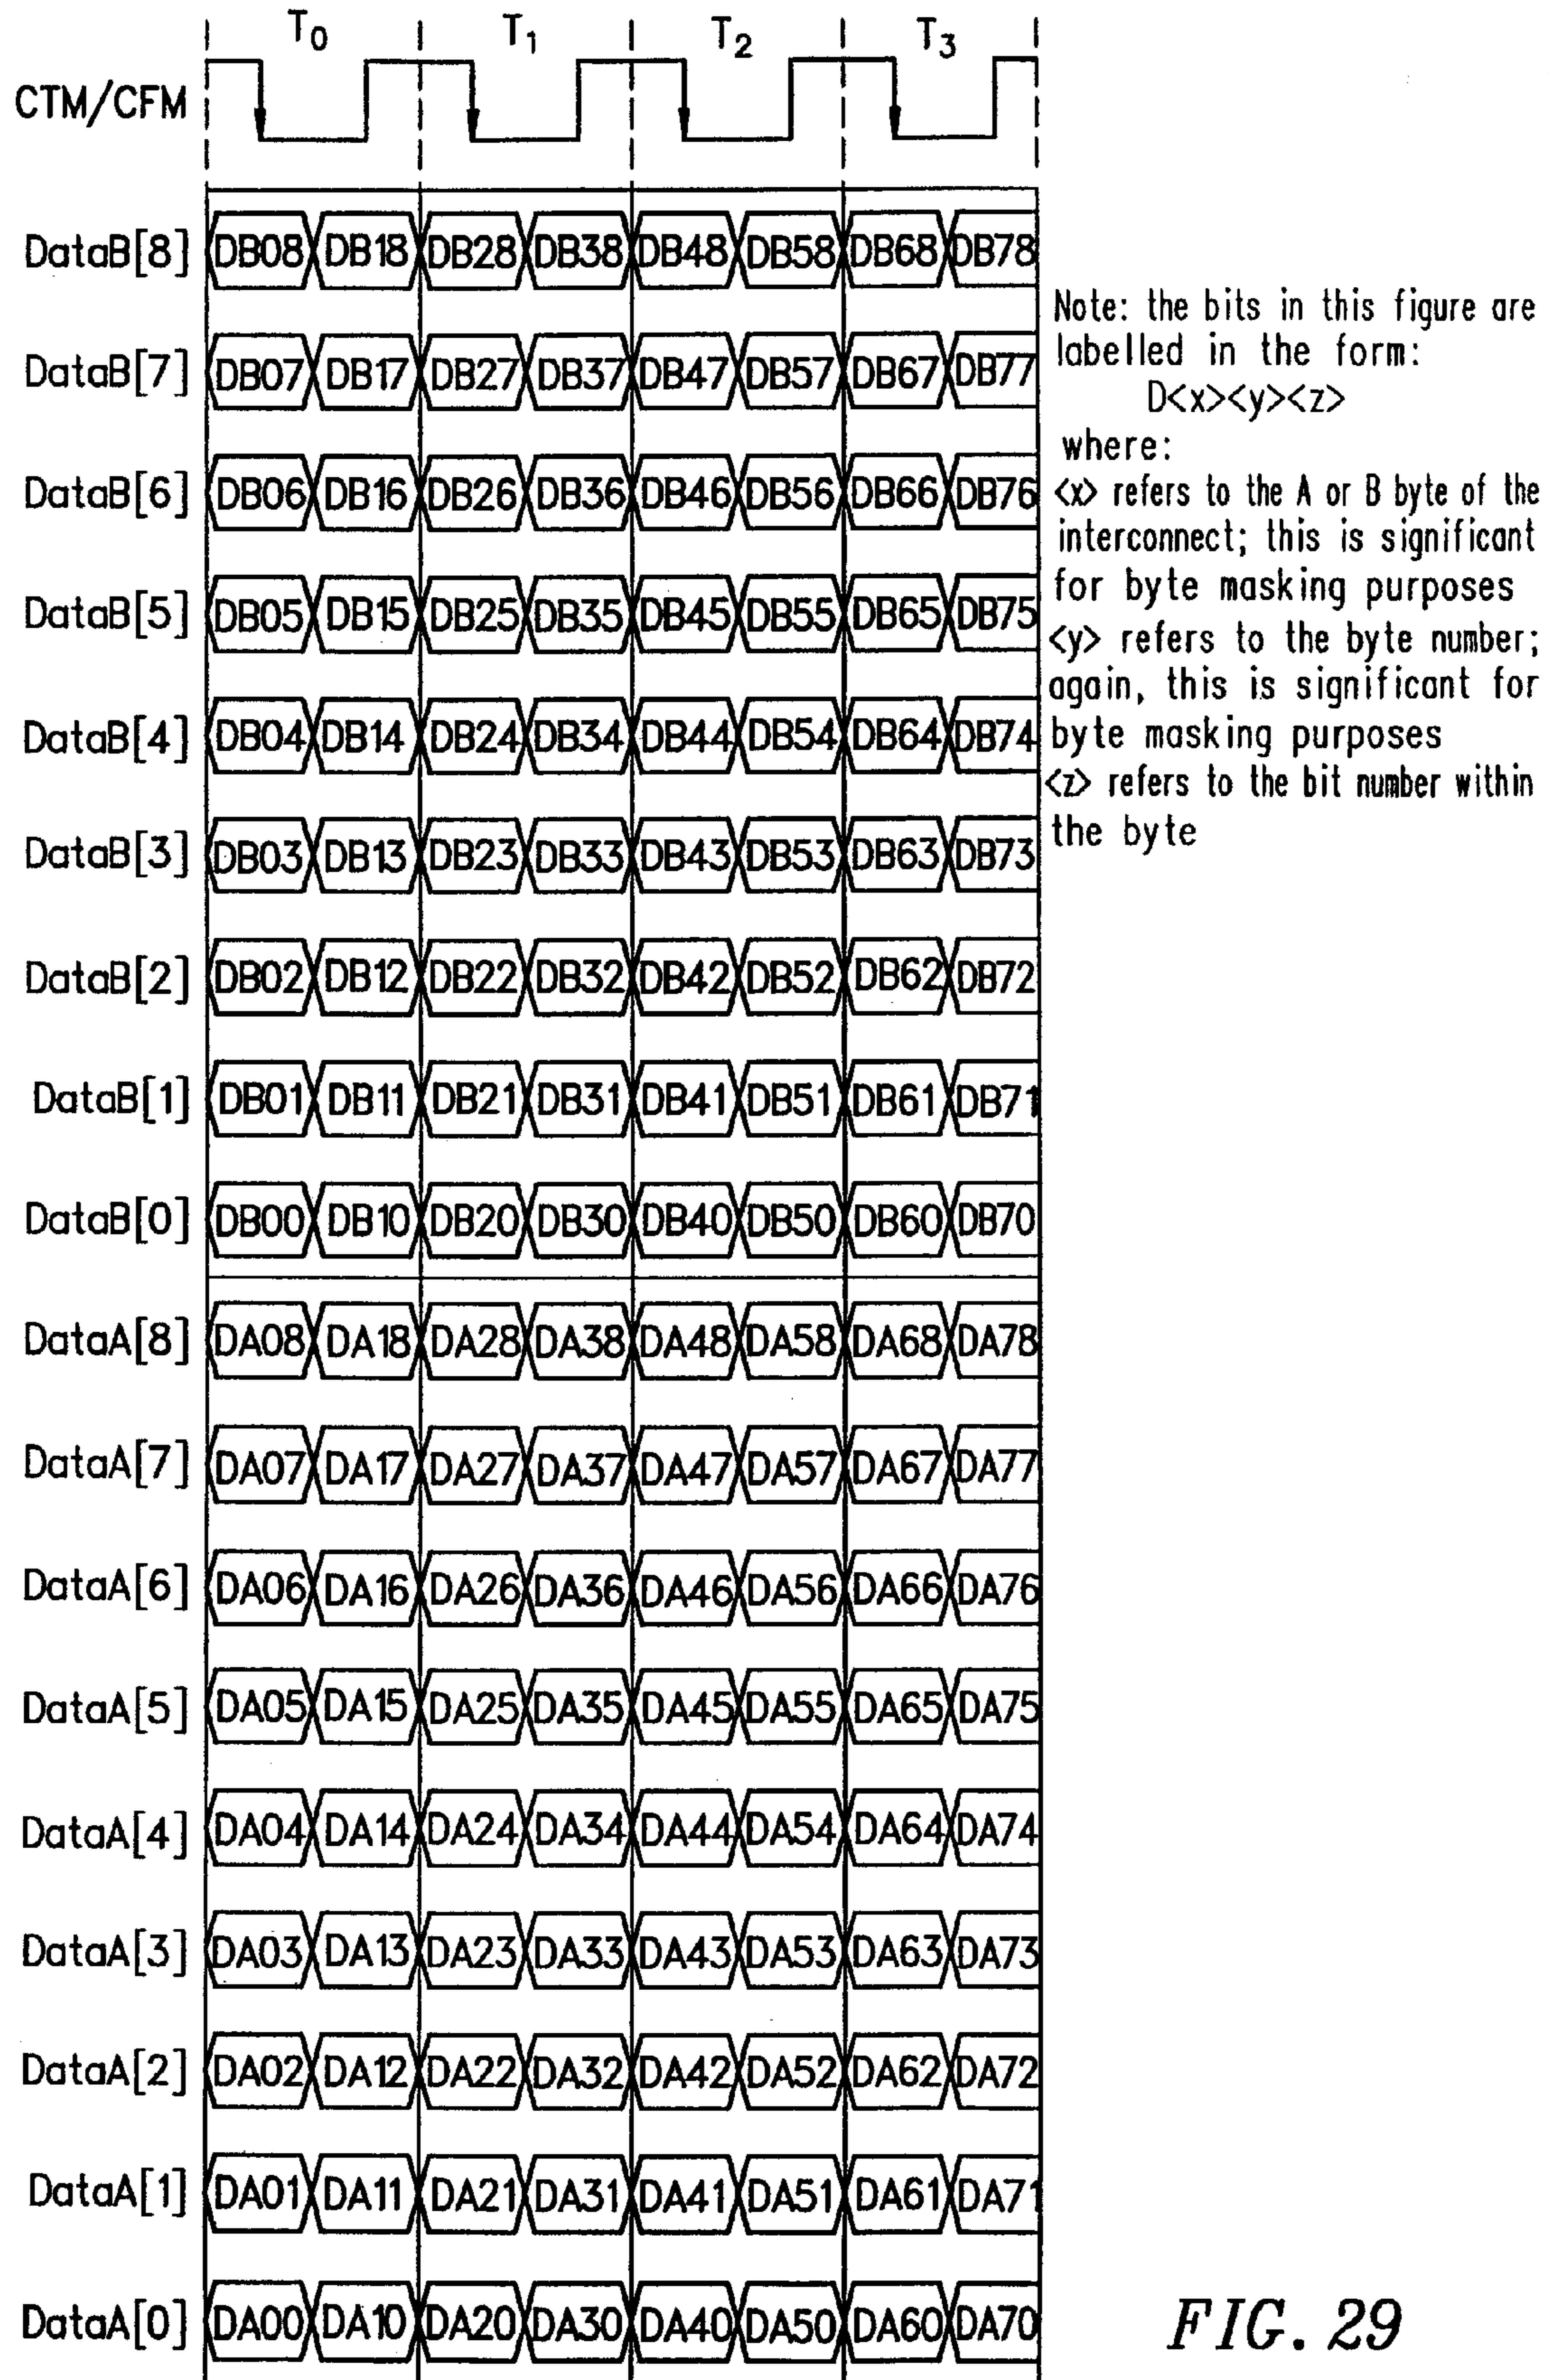 T0 T1 T2 T3
CTM/CFM
DataB[8] DB08 DB18 DB28 DB38 DB48 DB58 DB68 DB78
DataB[7] DB07 DB17 DB27 DB37 DB47 DB57 DB67 DB77
DataB[6] DB06 DB16 DB26 DB36 DB46 DB56 DB66 DB76
DataB[5] DB05 DB15 DB25 DB35 DB45 DB55 DB65 DB75
DataB[4] DB04 DB14 DB24 DB34 DB44 DB54 DB64 DB74
DataB[3] DB03 DB13 DB23 DB33 DB43 DB53 DB63 DB73
DataB[2] DB02 DB12 DB22 DB32 DB42 DB52 DB62 DB72
DataB[1] DB01 DB11 DB21 DB31 DB41 DB51 DB61 DB71
DataB[0] DB00 DB10 DB20 DB30 DB40 DB50 DB60 DB70
DataA[8] DA08 DA18 DA28 DA38 DA48 DA58 DA68 DA78
DataA[7] DA07 DA17 DA27 DA37 DA47 DA57 DA67 DA77
DataA[6] DA06 DA16 DA26 DA36 DA46 DA56 DA66 DA76
DataA[5] DA05 DA15 DA25 DA35 DA45 DA55 DA65 DA75
DataA[4] DA04 DA14 DA24 DA34 DA44 DA54 DA64 DA74
DataA[3] DA03 DA13 DA23 DA33 DA43 DA53 DA63 DA73
DataA[2] DA02 DA12 DA22 DA32 DA42 DA52 DA62 DA72
DataA[1] DA01 DA11 DA21 DA31 DA41 DA51 DA61 DA71
DataA[0] DA00 DA10 DA20 DA30 DA40 DA50 DA60 DA70
Note: the bits in this figure are
labelled in the form:
D<x><y><z>
where:
<x> refers to the A or B byte of the
interconnect; this is significant
for byte masking purposes
<y> refers to the byte number;
again, this is significant for
byte masking purposes
<z> refers to the bit number within
the byte
FIG. 29